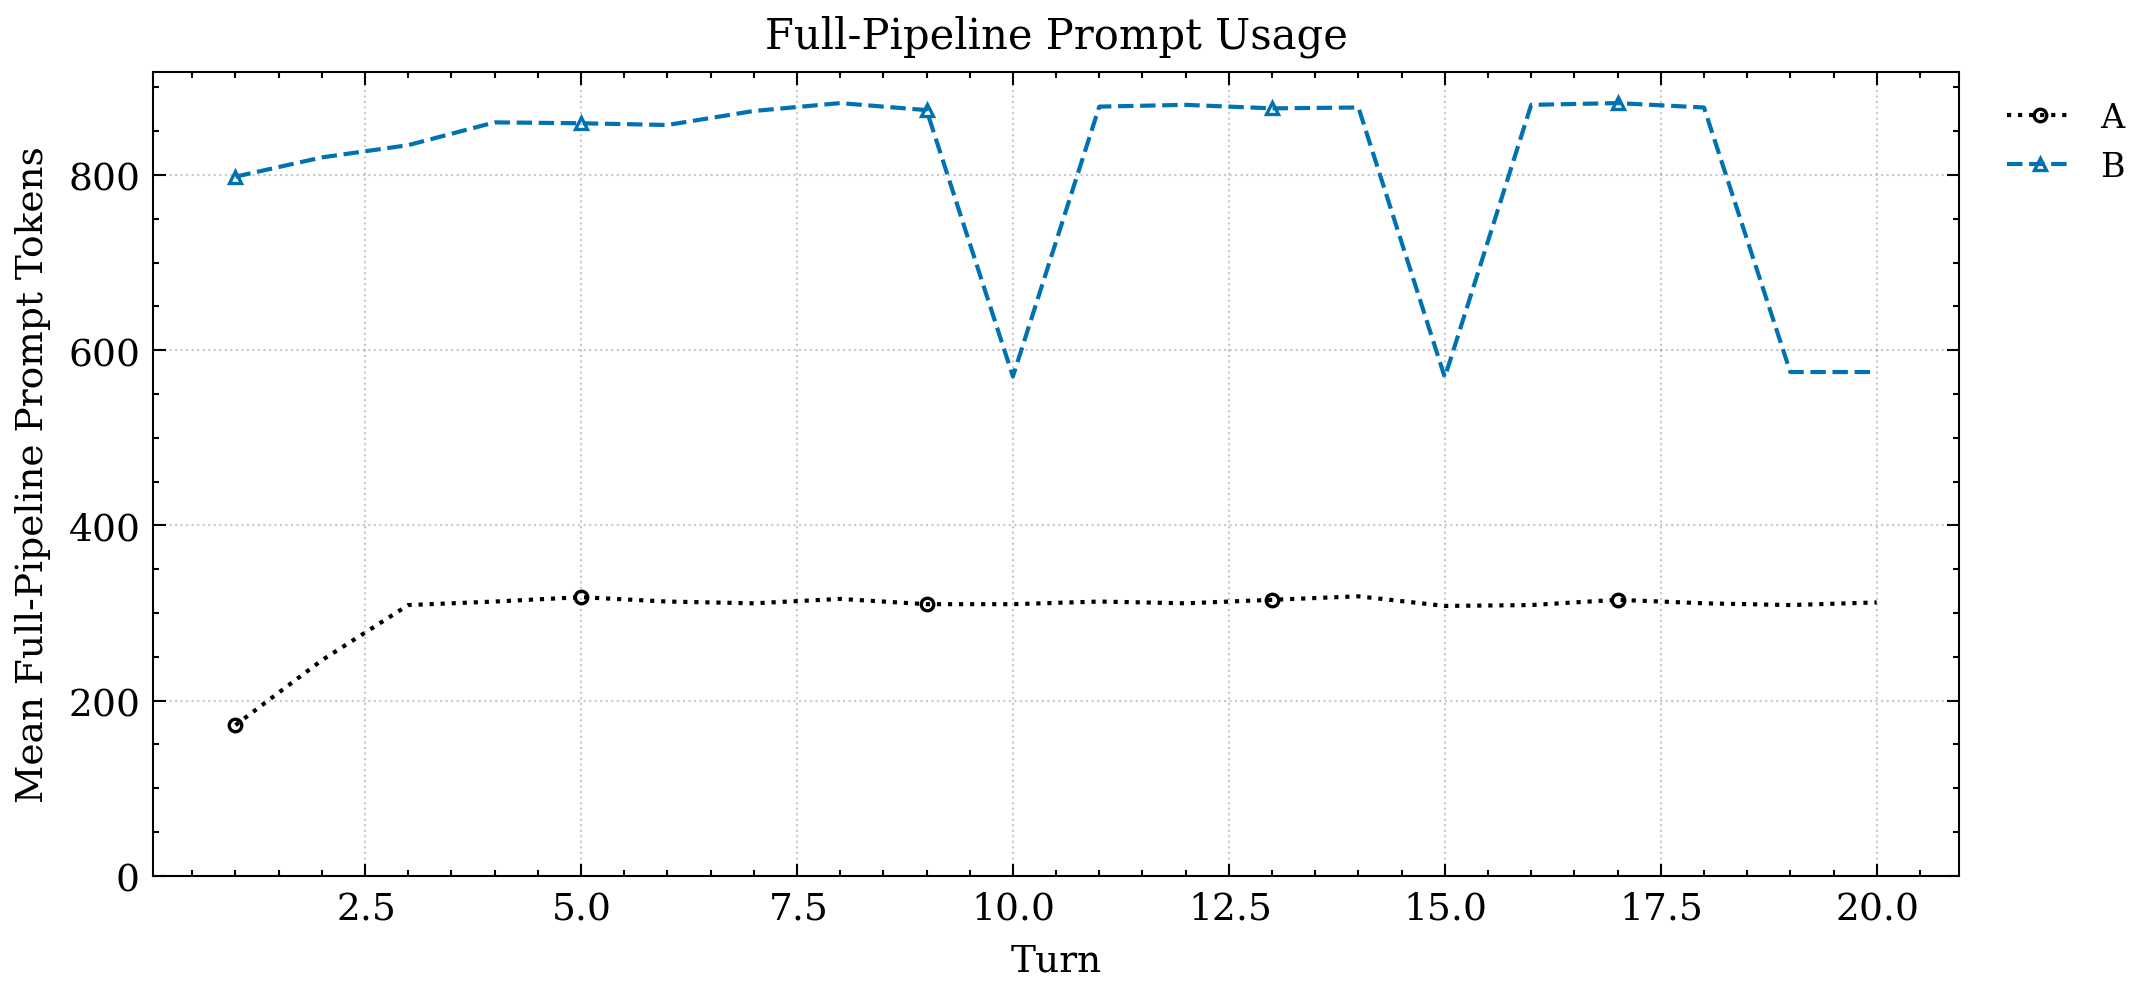 Full-Pipeline Prompt Usage
Mean Full-Pipeline Prompt Tokens
800
600
400
200
0
2.5 5.0 7.5 10.0 12.5 15.0 17.5 20.0
Turn
A
B